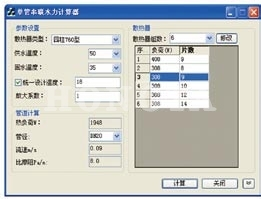 单管串联水力计算器
参数设置
散热器类型： 四柱760型
供水温度： 50
回水温度： 35
统一设计温度： 18
放大系数： 1
管道计算
热负荷W： 1948
管径： DN20
流速m/s 0.09
比摩阻Pa/m： 8.0
散热器
散热器组数： 6 修改
序 负荷(W) 片数
1 400 9
2 308 8
3 308 9
4 308 10
5 308 12
6 308 14
计算 关闭